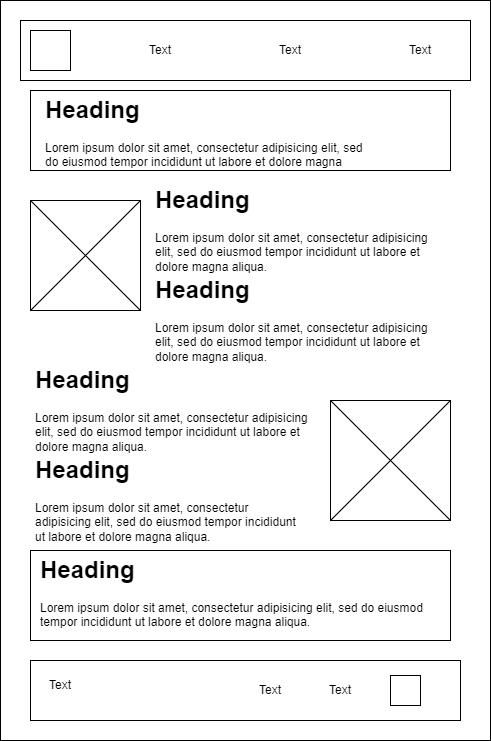 Text Text Text
Heading
Lorem ipsum dolor sit amet, consectetur adipisicing elit, sed
do eiusmod tempor incididunt ut labore et dolore magna
Heading
Lorem ipsum dolor sit amet, consectetur adipisicing
elit, sed do eiusmod tempor incididunt ut labore et
dolore magna aliqua.
Heading
Lorem ipsum dolor sit amet, consectetur adipisicing
elit, sed do eiusmod tempor incididunt ut labore et
dolore magna aliqua.
Heading
Lorem ipsum dolor sit amet, consectetur adipisicing
elit, sed do eiusmod tempor incididunt ut labore et
dolore magna aliqua.
Heading
Lorem ipsum dolor sit amet, consectetur
adipisicing elit, sed do eiusmod tempor incididunt
ut labore et dolore magna aliqua.
Heading
Lorem ipsum dolor sit amet, consectetur adipisicing elit, sed do eiusmod
tempor incididunt ut labore et dolore magna aliqua.
Text Text Text